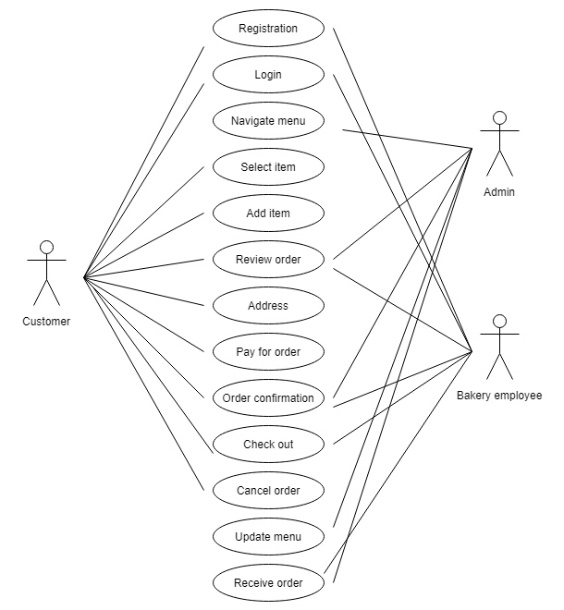 Registration
Login
Navigate menu
Select item
Add item
Review order
Address
Pay for order
Order confirmation
Check out
Cancel order
Update menu
Receive order
Customer
Admin
Bakery employee